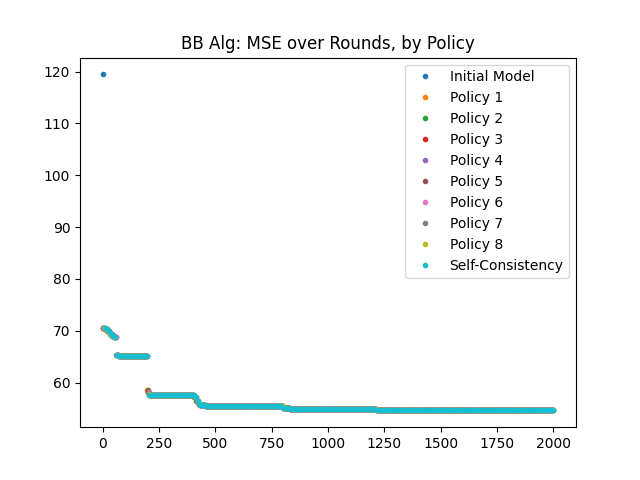 BB Alg: MSE over Rounds, by Policy
120
110
100
90
80
70
60
Initial Model
Policy 1
Policy 2
Policy 3
Policy 4
Policy 5
Policy 6
Policy 7
Policy 8
Self-Consistency
0 250 500 750 1000 1250 1500 1750 2000